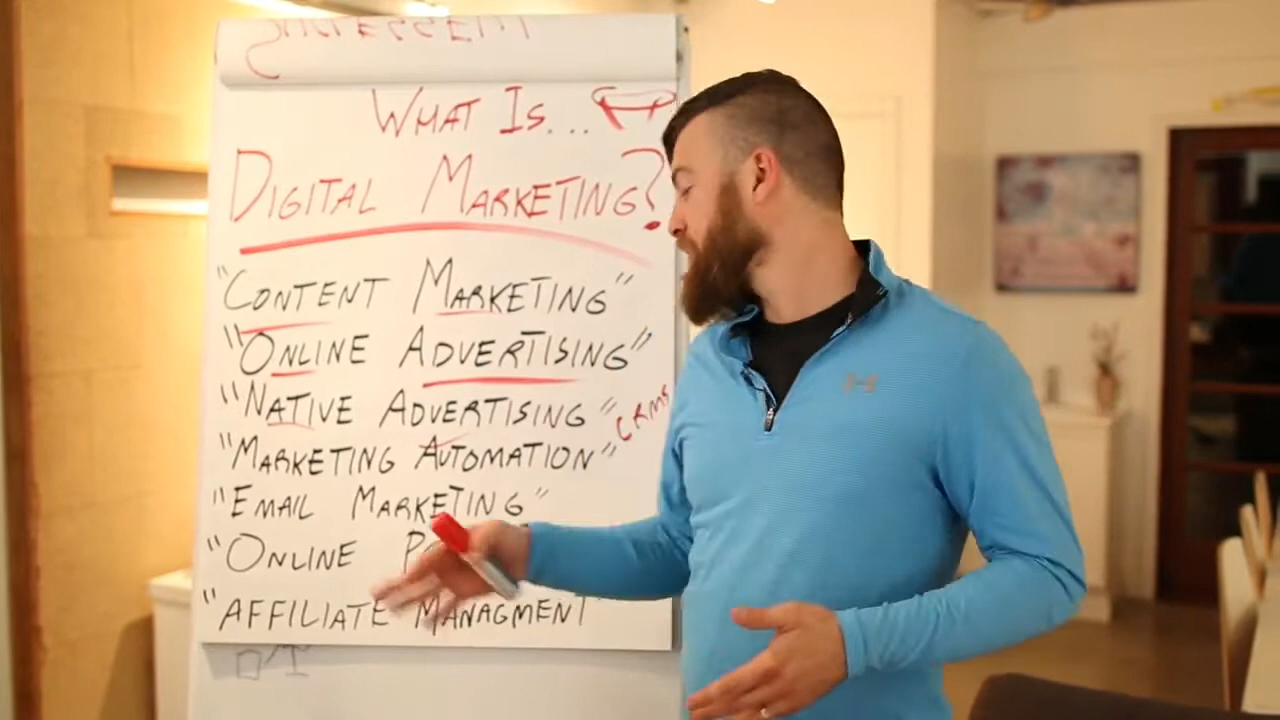 What Is...
Digital Marketing?
"Content Marketing"
"Online Advertising"
"Native Advertising"
CRMS
"Marketing Automation"
"Email Marketing"
"Online
"Affiliate Managment